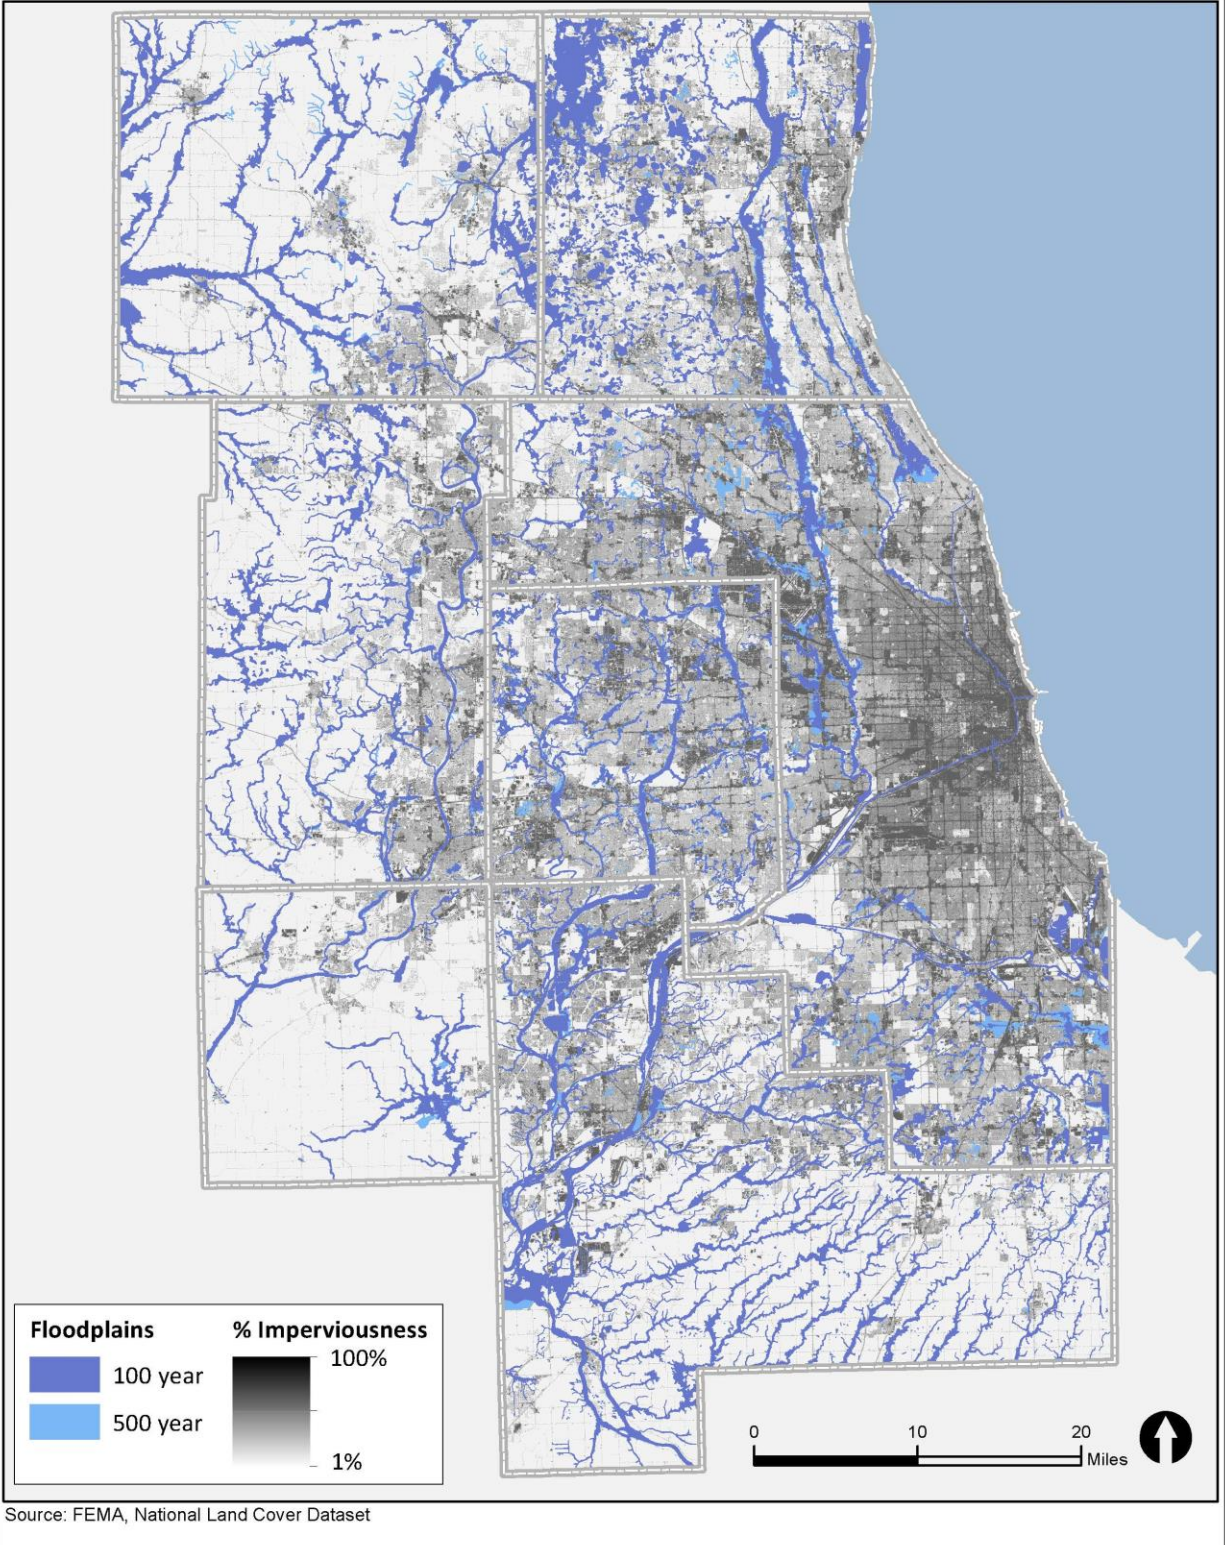 Floodplains
100 year
500 year
% Imperviousness
100%
1%
0 10 20
Miles
Source: FEMA, National Land Cover Dataset